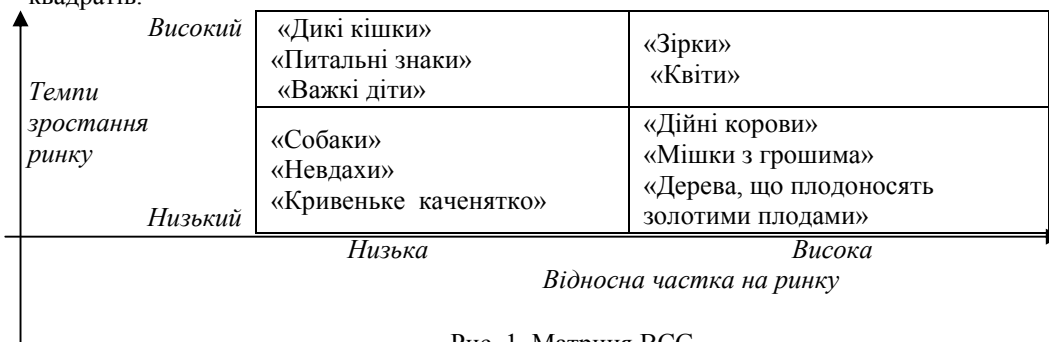 квадратів.
Високий
«Дикі кішки»
«Питальні знаки»
«Важкі діти»
«Зірки»
«Квіти»
Темпи
зростання
ринку
«Собаки»
«Невдахи»
«Кривеньке каченятко»
«Дійні корови»
«Мішки з грошима»
«Дерева, що плодоносять
золотими плодами»
Низький
Низька
Висока
Відносна частка на ринку
Рис. 1. Матриця BCG